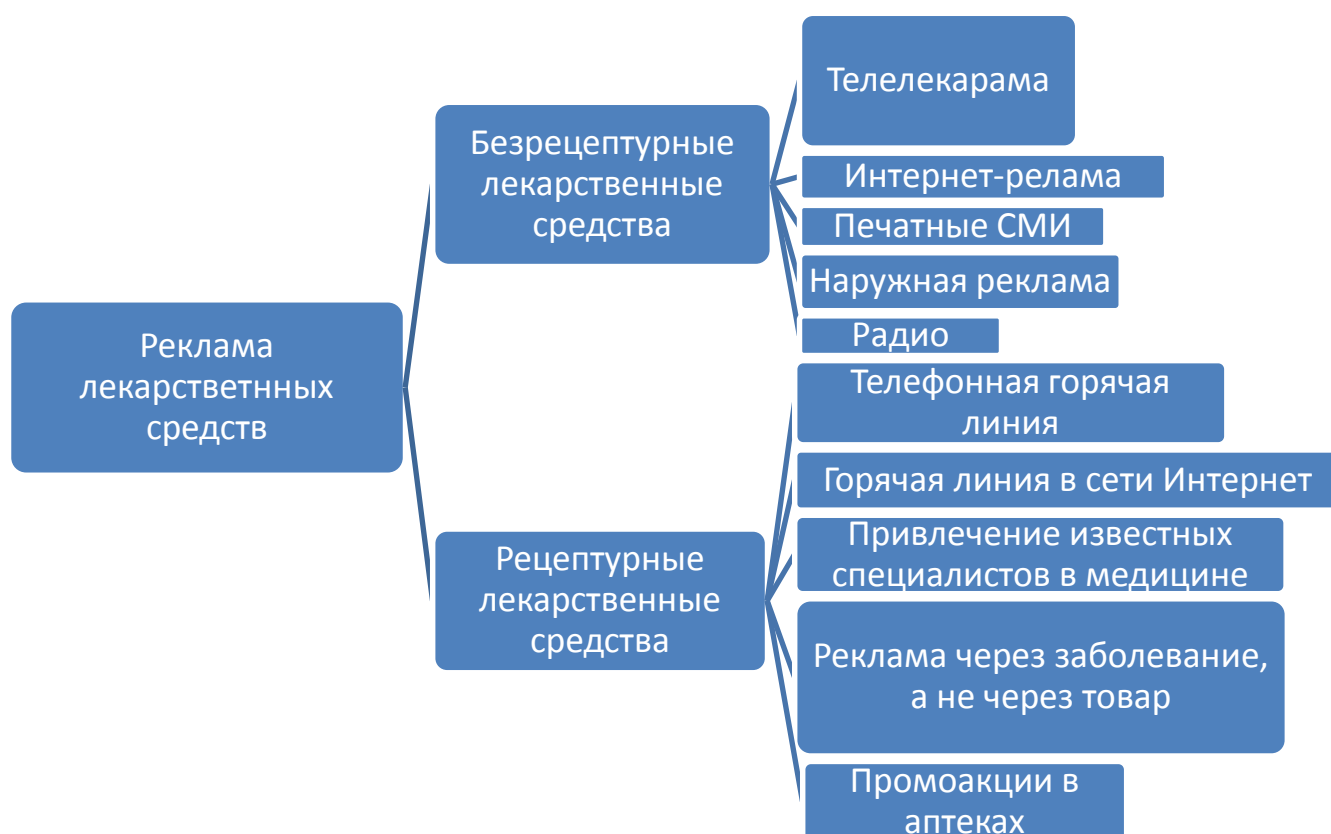 Реклама
лекарстветнных
средств
Безрецептурные
лекарственные
средства
Телелекарама
Интернет-релама
Печатные СМИ
Наружная реклама
Радио
Рецептурные
лекарственные
средства
Телефонная горячая
линия
Горячая линия в сети Интернет
Привлечение известных
специалистов в медицине
Реклама через заболевание,
а не через товар
Промоакции в
аптеках